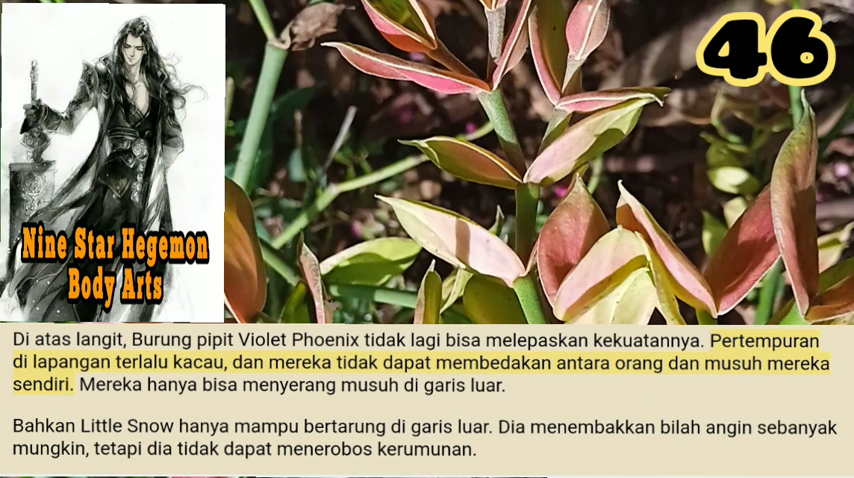 46
Nine Star Hegemon
Body Arts
Di atas langit, Burung pipit Violet Phoenix tidak lagi bisa melepaskan kekuatannya. Pertempuran
di lapangan terlalu kacau, dan mereka tidak dapat membedakan antara orang dan musuh mereka
sendiri. Mereka hanya bisa menyerang musuh di garis luar.
Bahkan Little Snow hanya mampu bertarung di garis luar. Dia menembakkan bilah angin sebanyak
mungkin, tetapi dia tidak dapat menerobos kerumunan.